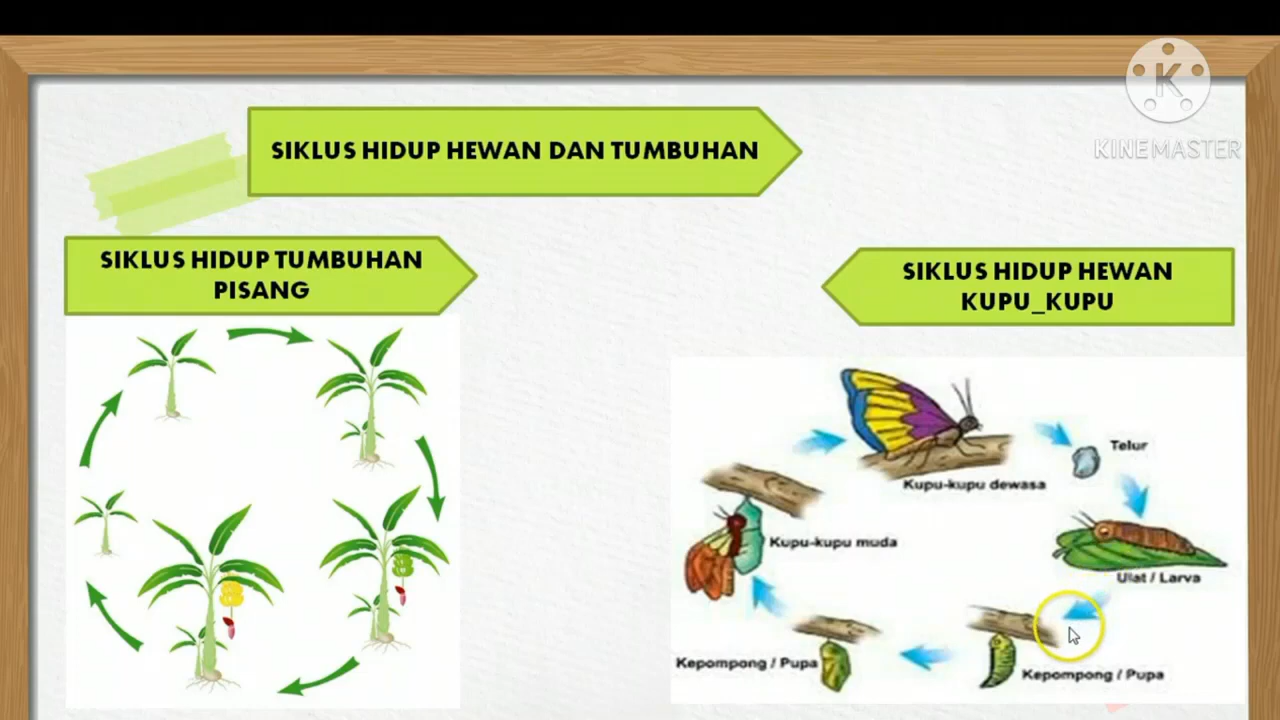 K
KINEMASTER
SIKLUS HIDUP HEWAN DAN TUMBUHAN
SIKLUS HIDUP TUMBUHAN
PISANG
SIKLUS HIDUP HEWAN
KUPU_KUPU
Telur
Kupu-kupu dewasa
Kupu-kupu muda
Ulat / Larva
Kepompong / Pupa
Kepompong / Pupa